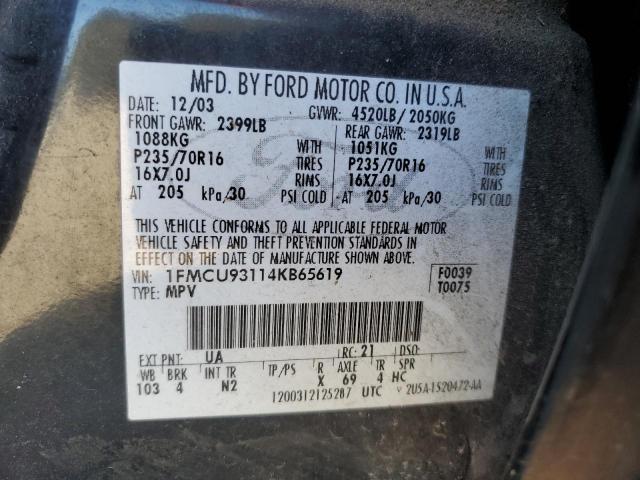 MFD. BY FORD MOTOR CO. IN U.S.A.
DATE: 12/03 GVWR: 4520LB/2050KG
FRONT GAWR: 2399LB REAR GAWR: 2319LB
1088KG WITH 1051KG WITH
P235/70R16 TIRES P235/70R16 TIRES
16X7.0J RIMS 16X7.0J RIMS
AT 205 kPa/30 PSI COLD AT 205 kPa/30 PSI COLD
Ford
THIS VEHICLE CONFORMS TO ALL APPLICABLE FEDERAL MOTOR
VEHICLE SAFETY AND THEFT PREVENTION STANDARDS IN
EFFECT ON THE DATE OF MANUFACTURE SHOWN ABOVE.
VIN: 1FMCU93114KB65619 F0039
TYPE: MPV T0075
EXT PNT: UA RC: 21 DSO:
WB BRK INT TR TP/PS R AXLE TR SPR
103 4 N2 X 69 4 HC
1200312125287 UTC 2U5A-1520472-AA